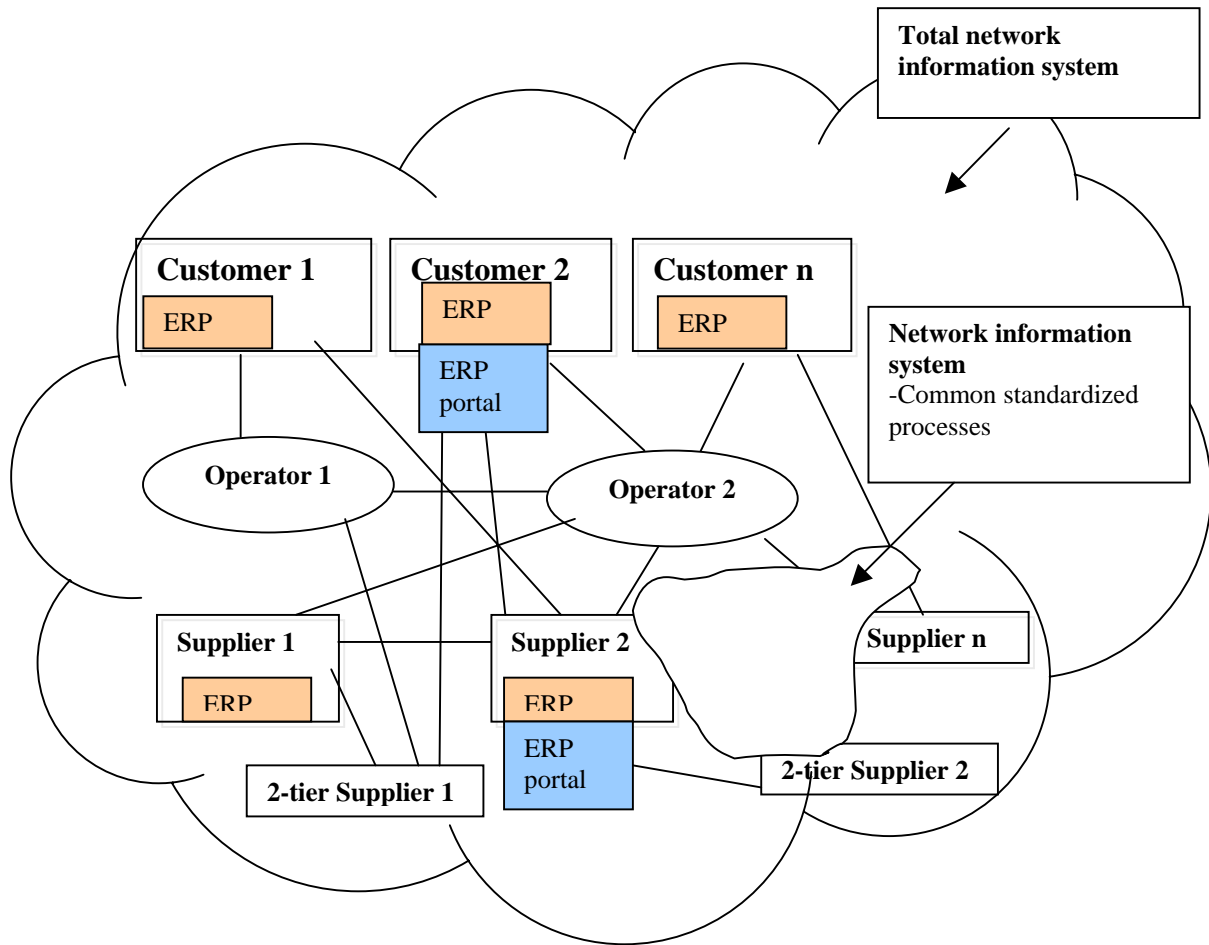 Total network
information system
Customer 1
Customer 2
Customer n
ERP
ERP
ERP
ERP
portal
Network information
system
-Common standardized
processes
Operator 1
Operator 2
Supplier 1
Supplier 2
Supplier n
ERP
ERP
ERP
portal
2-tier Supplier 1
2-tier Supplier 2